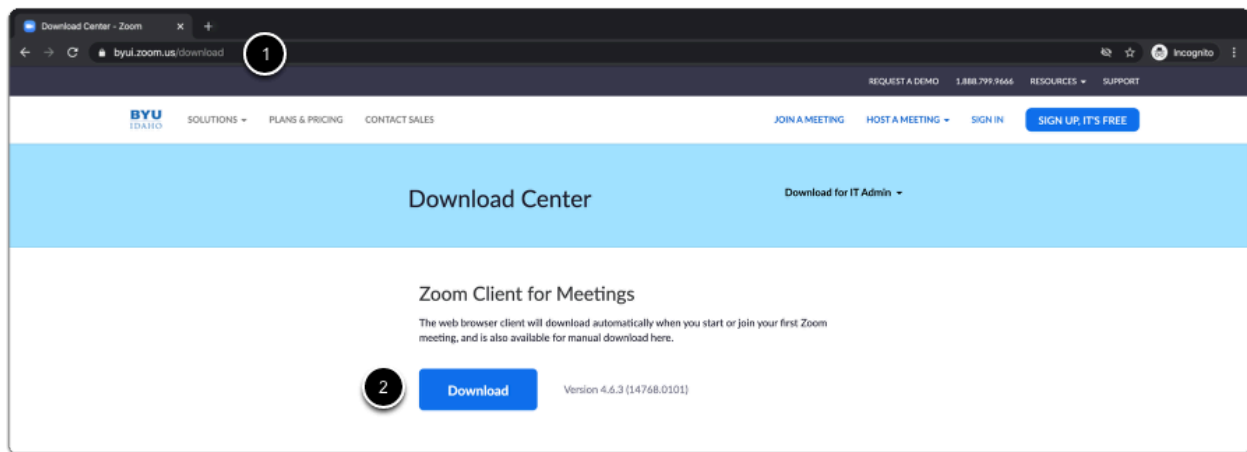 Download Center - Zoom
byui.zoom.us/download
1
Incognito
REQUEST A DEMO 1.888.799.9666 RESOURCES SUPPORT
BYU
IDAHO
SOLUTIONS PLANS & PRICING CONTACT SALES JOIN A MEETING HOST A MEETING SIGN IN SIGN UP, IT'S FREE
Download Center
Download for IT Admin
Zoom Client for Meetings
The web browser client will download automatically when you start or join your first Zoom
meeting, and is also available for manual download here.
2
Download
Version 4.6.3 (14768.0101)